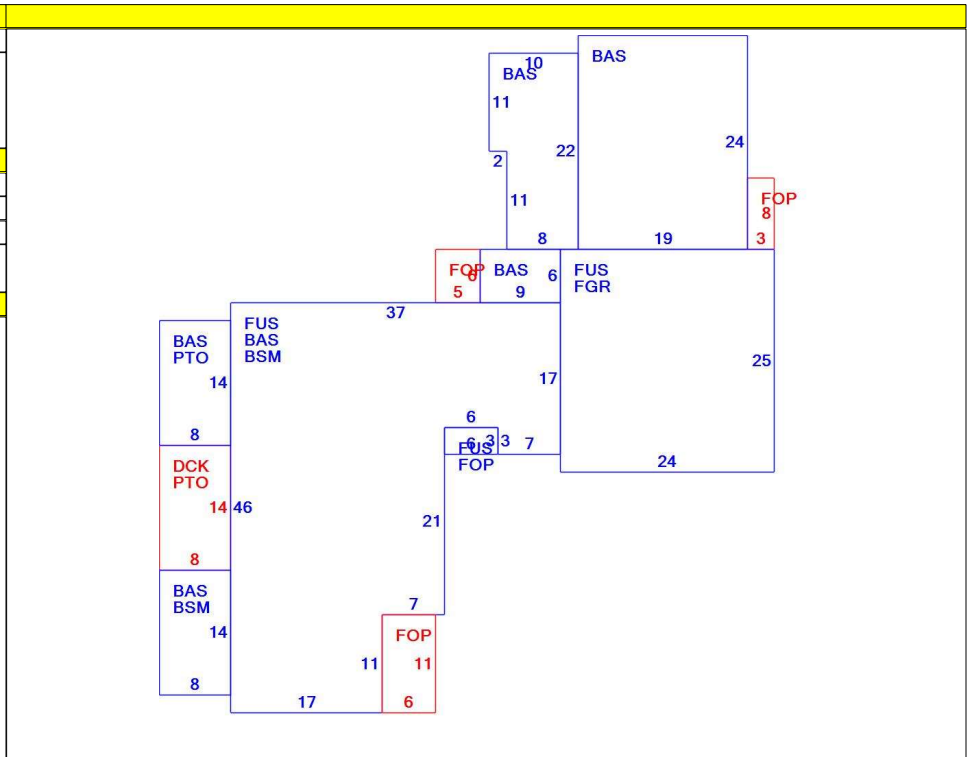 10
BAS
11
22
2
11
8
BAS
24
19
FOP
8
3
FOP
6
5
BAS
6
9
FUS
FGR
25
24
37
FUS
BAS
BSM
17
46
6
6
3
3
7
FUS
FOP
21
7
11
17
BAS
PTO
14
8
DCK
PTO
14
8
BAS
BSM
14
8
FOP
11
6